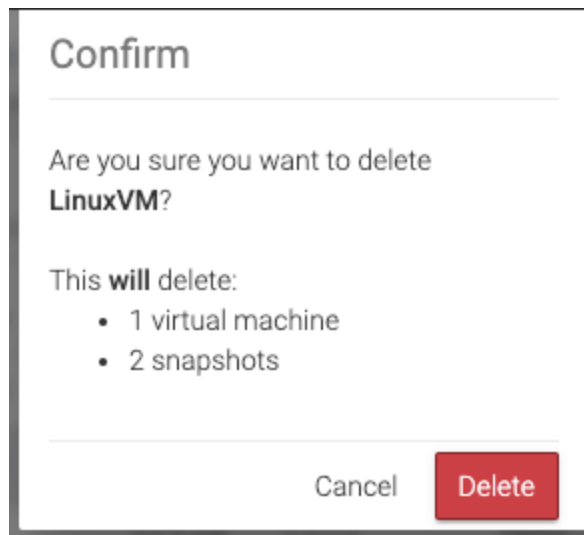 Confirm
Are you sure you want to delete
LinuxVM?
This will delete:
• 1 virtual machine
• 2 snapshots
Cancel Delete